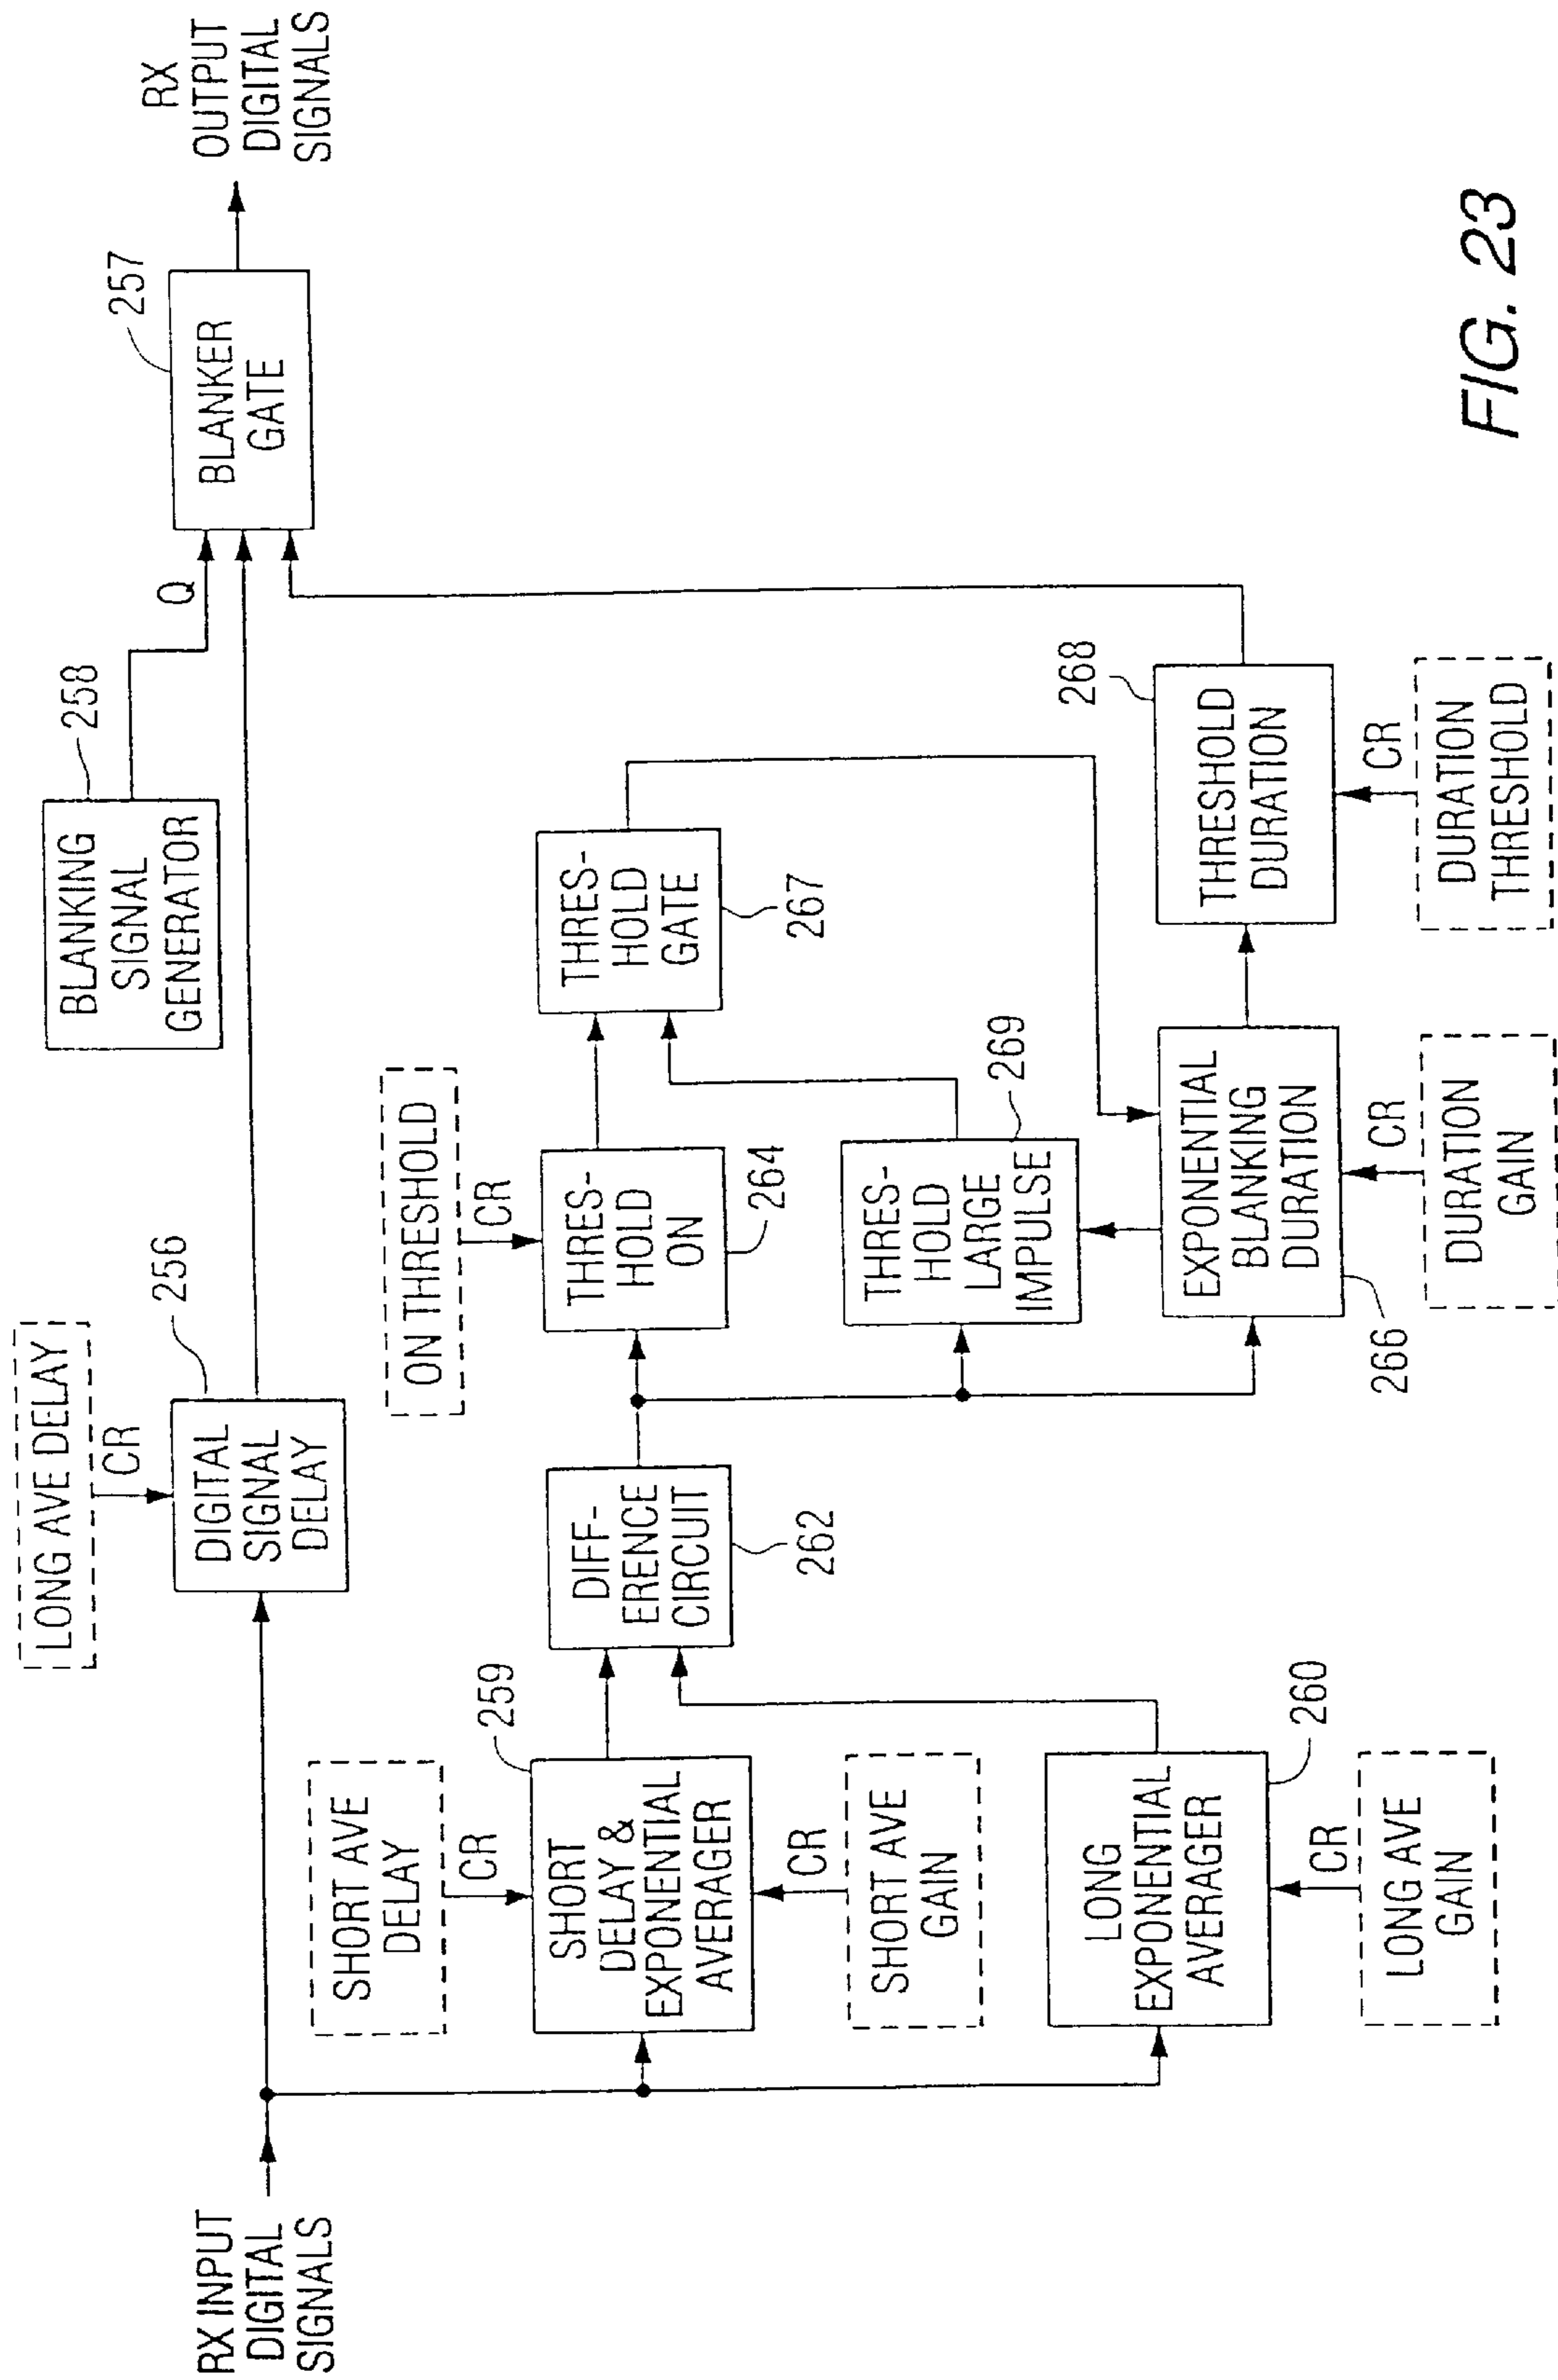 RX INPUT
DIGITAL
SIGNALS
LONG AVE DELAY
CR
DIGITAL
SIGNAL
DELAY
256
BLANKING
SIGNAL
GENERATOR
258
Q
BLANKER
GATE
257
RX
OUTPUT
DIGITAL
SIGNALS
SHORT AVE
DELAY
CR
SHORT
DELAY &
EXPONENTIAL
AVERAGER
259
CR
SHORT AVE
GAIN
LONG
EXPONENTIAL
AVERAGER
260
CR
LONG AVE
GAIN
DIFF-
ERENCE
CIRCUIT
262
ON THRESHOLD
CR
THRES-
HOLD
ON
264
THRES-
HOLD
GATE
267
THRES-
HOLD
LARGE
IMPULSE
269
EXPONENTIAL
BLANKING
DURATION
266
CR
DURATION
GAIN
THRESHOLD
DURATION
268
CR
DURATION
THRESHOLD
FIG. 23